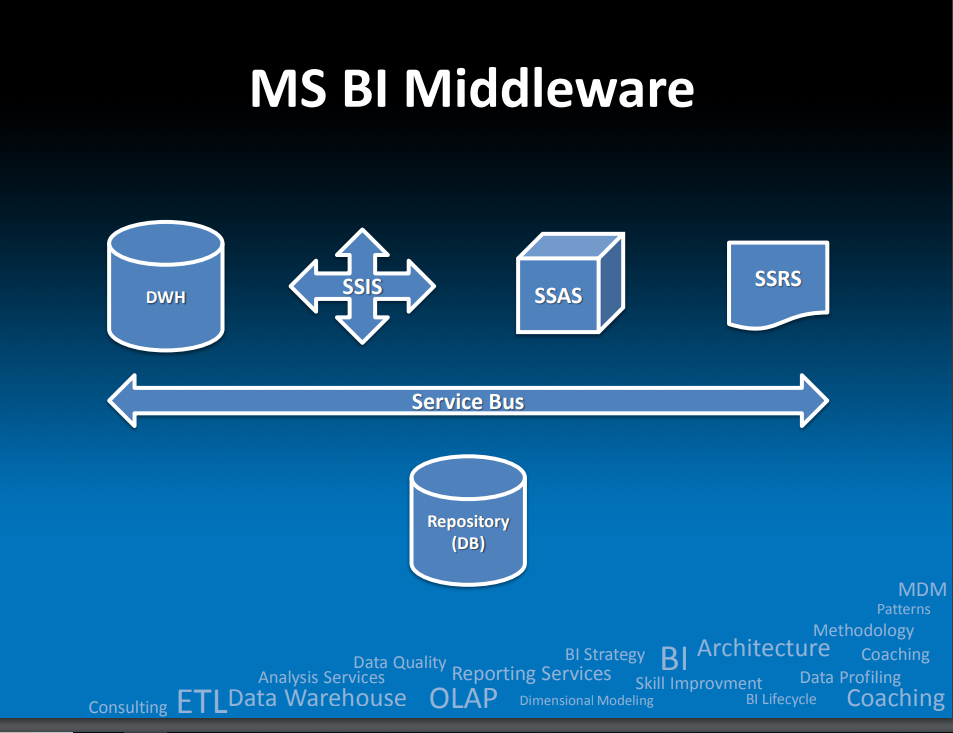 MS BI Middleware
DWH
SSIS
SSAS
SSRS
Service Bus
Repository
(DB)
MDM
Patterns
Methodology
BI Strategy
BI
Architecture
Coaching
Data Quality
Analysis Services
Reporting Services
Skill Improvment
Data Profiling
Consulting
ETL
Data Warehouse
OLAP
Dimensional Modeling
BI Lifecycle
Coaching